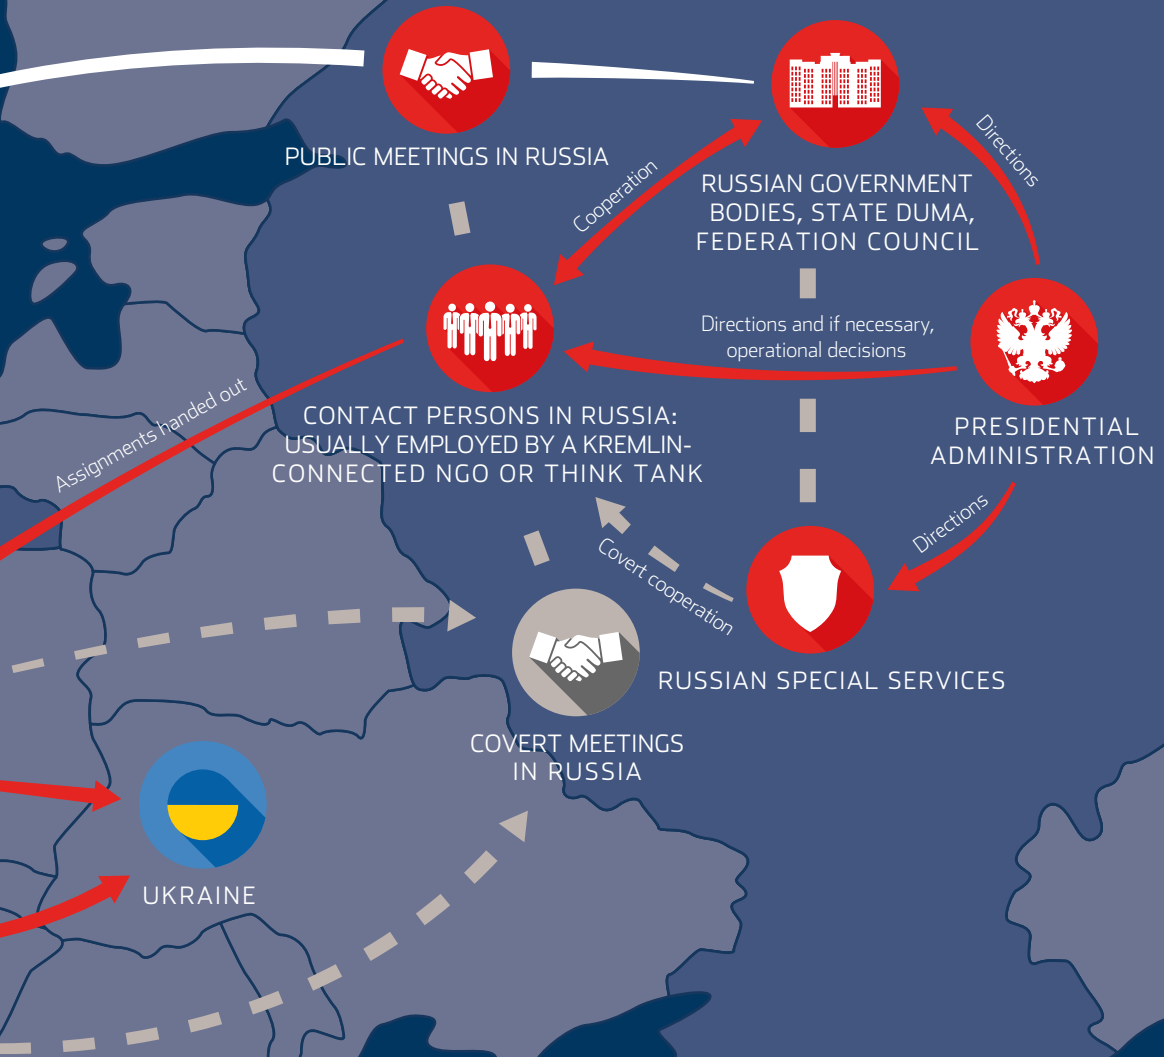 PUBLIC MEETINGS IN RUSSIA
Cooperation
RUSSIAN GOVERNMENT
BODIES, STATE DUMA,
FEDERATION COUNCIL
Directions
Directions and if necessary,
operational decisions
Assignments handed out
CONTACT PERSONS IN RUSSIA:
USUALLY EMPLOYED BY A KREMLIN-
CONNECTED NGO OR THINK TANK
PRESIDENTIAL
ADMINISTRATION
Directions
Covert cooperation
RUSSIAN SPECIAL SERVICES
COVERT MEETINGS
IN RUSSIA
UKRAINE